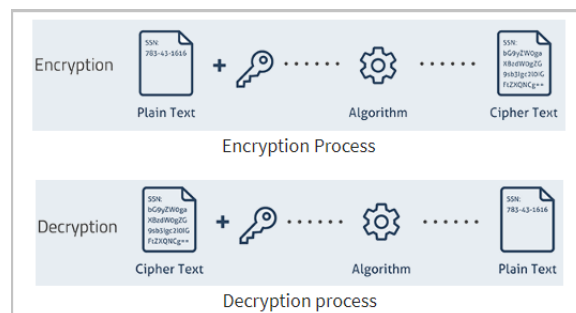 Encryption
SSN:
783-43-1616
+
SSN:
bG9yZW0ga
XBzdW0gZG
9sb3Igc2l0IG
FtZXQNCg==
Plain Text
Algorithm
Cipher Text
Encryption Process
Decryption
SSN:
bG9yZW0ga
XBzdW0gZG
9sb3Igc2l0IG
FtZXQNCg==
+
SSN:
783-43-1616
Cipher Text
Algorithm
Plain Text
Decryption process